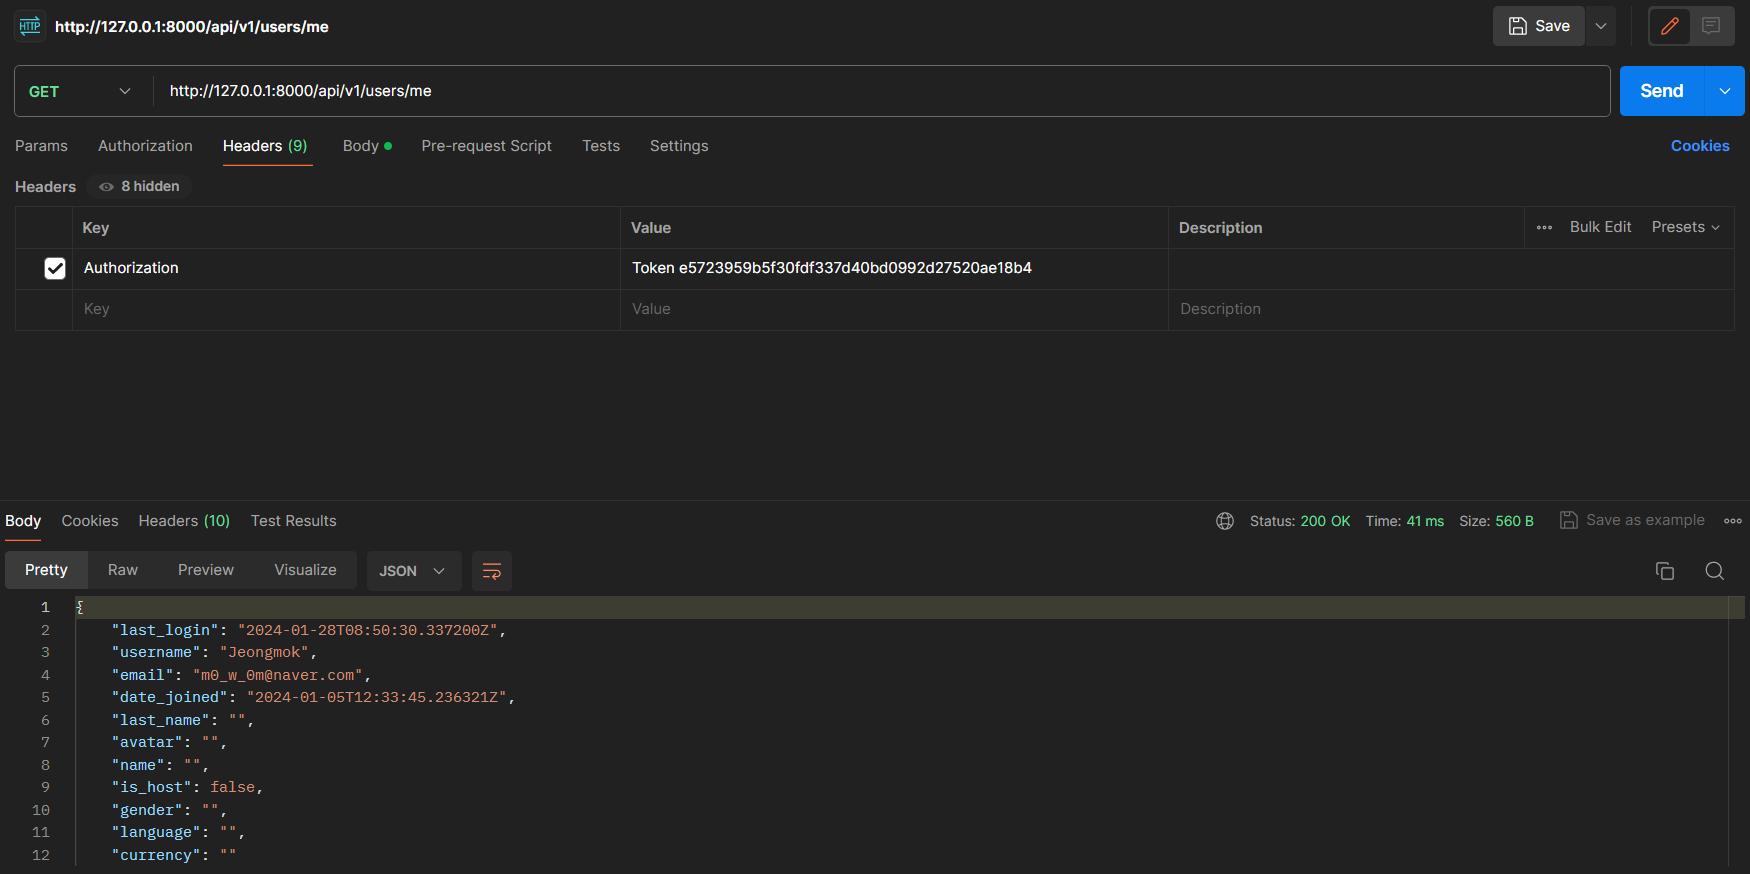 HTTP http://127.0.0.1:8000/api/v1/users/me Save
GET http://127.0.0.1:8000/api/v1/users/me Send
Params Authorization Headers (9) Body Pre-request Script Tests Settings Cookies
Headers 8 hidden
Key Value Description Bulk Edit Presets
Authorization Token e5723959b5f30fdf337d40bd0992d27520ae18b4
Key Value Description
Body Cookies Headers (10) Test Results Status: 200 OK Time: 41 ms Size: 560 B Save as example
Pretty Raw Preview Visualize JSON
1 {
2 "last_login": "2024-01-28T08:50:30.337200Z",
3 "username": "Jeongmok",
4 "email": "m0_w_0m@naver.com",
5 "date_joined": "2024-01-05T12:33:45.236321Z",
6 "last_name": "",
7 "avatar": "",
8 "name": "",
9 "is_host": false,
10 "gender": "",
11 "language": "",
12 "currency": ""